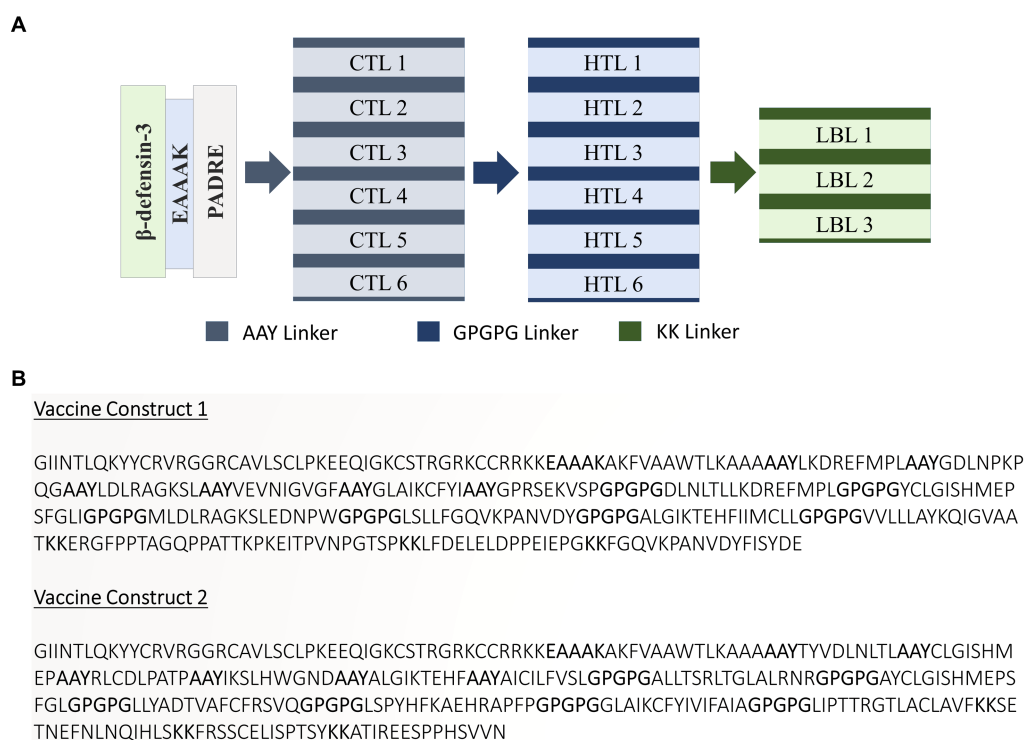 A
β-defensin-3
EAAAK
PADRE
CTL 1
CTL 2
CTL 3
CTL 4
CTL 5
CTL 6
HTL 1
HTL 2
HTL 3
HTL 4
HTL 5
HTL 6
LBL 1
LBL 2
LBL 3
AAY Linker
GPGPG Linker
KK Linker
B
Vaccine Construct 1
GIINTLQKYYCRVRGGRCAVLSCLPKEEQIGKCSTRGRKCCRRKKEAAAKAKFVAAWTLKAAAAAYLKDREFMPLAAYGDLNPKP
QGAAYLDLRAGKSLAAYVEVNIGVGFAAYGLAIKCFYIAAYGPRSEKVSPGPGPGDLNLTLLKDREFMPLGPGPGYCLGISHMEP
SFGLIGPGPGMLDLRAGKSLEDNPWGPGPGLSLLFGQVKPANVDYGPGPGALGIKTEHFIIMCLLGPGPGVVLLLAYKQIGVAA
TKKERGFPPTAGQPPATTKPKEITPVNPGTSPKKLFDELELDPPEIEPGKKFGQVKPANVDYFISYDE
Vaccine Construct 2
GIINTLQKYYCRVRGGRCAVLSCLPKEEQIGKCSTRGRKCCRRKKEAAAKAKFVAAWTLKAAAAAYTYVDLNLTLAAYCLGISHM
EPAAYRLCDLPATPAAYIKSLHWGNDAAYALGIKTEHFAAYAICILFVSLGPGPGALLTSRLTGLALRNRGPGPGAYCLGISHMEPS
FGLGPGPGLLYADTVAFCFRSVQGPGPGLSPYHFKAEHRAPFPGPGPGGLAIKCFYIVIFAIAGPGPGLIPTTRGTLACLAVFKKSE
TNEFNLNQIHLSKKFRSSCELISPTSYKKATIREESPPHSVVN